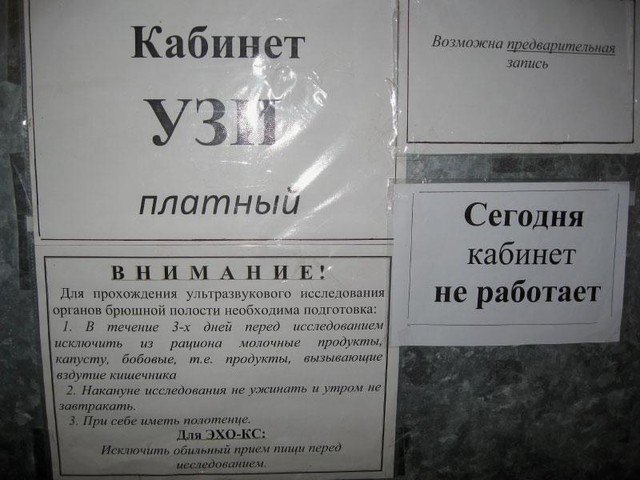 Кабинет
УЗИ
платный
Возможна предварительная
запись
Сегодня
кабинет
не работает
ВНИМАНИЕ!
Для прохождения ультразвукового исследования
органов брюшной полости необходима подготовка:
1. В течение 3-х дней перед исследованием
исключить из рациона молочные продукты,
капусту, бобовые, т.е. продукты, вызывающие
вздутие кишечника
2. Накануне исследования не ужинать и утром не
завтракать.
3. При себе иметь полотенце.
Для ЭХО-КС:
Исключить обильный прием пищи перед
исследованием.